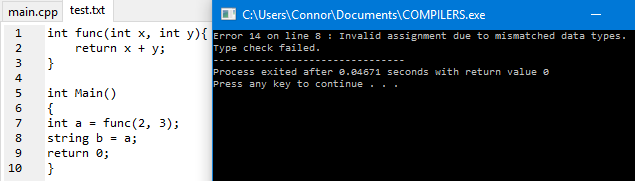 main.cpp test.txt
1 int func(int x, int y){
2 return x + y;
3 }
4
5 int Main()
6 {
7 int a = func(2, 3);
8 string b = a;
9 return 0;
10 }
C:\Users\Connor\Documents\COMPILERS.exe
Error 14 on line 8 : Invalid assignment due to mismatched data types.
Type check failed.
--------------------------------
Process exited after 0.04671 seconds with return value 0
Press any key to continue . . .